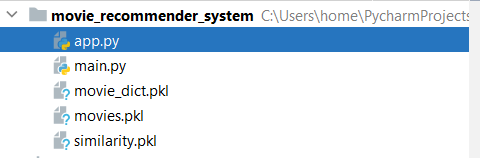 movie_recommender_system C:\Users\home\PycharmProjects
app.py
main.py
movie_dict.pkl
movies.pkl
similarity.pkl